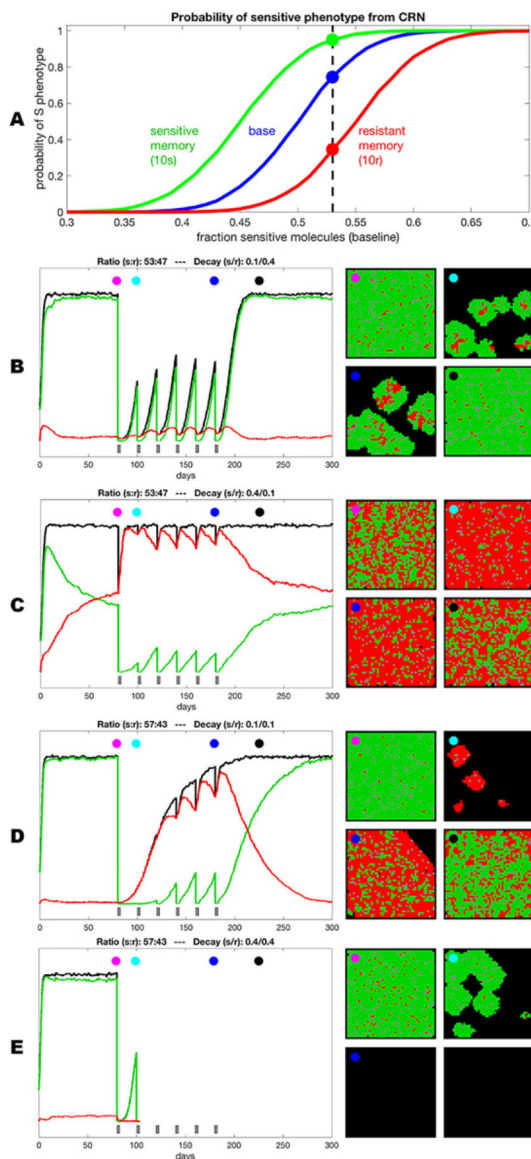 Probability of sensitive phenotype from CRN
A
probability of S phenotype
1
0.8
0.6
0.4
0.2
0
sensitive
memory
(10s)
base
resistant
memory
(10r)
0.3
0.35
0.4
0.45
0.5
0.55
0.6
0.65
0.7
fraction sensitive molecules (baseline)
Ratio (s:r): 53:47 --- Decay (s/r): 0.1/0.4
B
0 50 100 150 200 250 300
days
Ratio (s:r): 53:47 --- Decay (s/r): 0.4/0.1
C
0 50 100 150 200 250 300
days
Ratio (s:r): 57:43 --- Decay (s/r): 0.1/0.1
D
0 50 100 150 200 250 300
days
Ratio (s:r): 57:43 --- Decay (s/r): 0.4/0.4
E
0 50 100 150 200 250 300
days